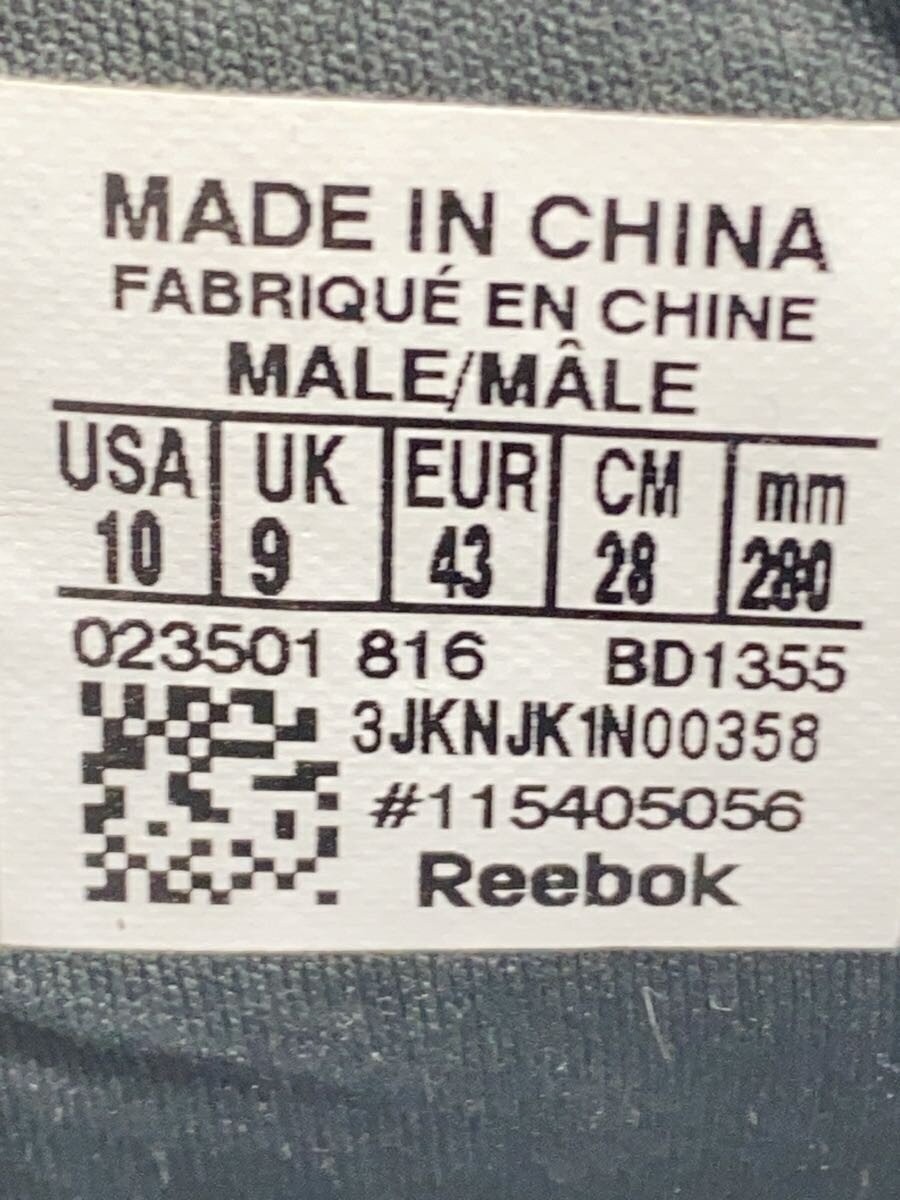 MADE IN CHINA
FABRIQUÉ EN CHINE
MALE/MÂLE
USA UK EUR CM mm
10 9 43 28 280
023501 816 BD1355
3JKNJK1N00358
#115405056
Reebok